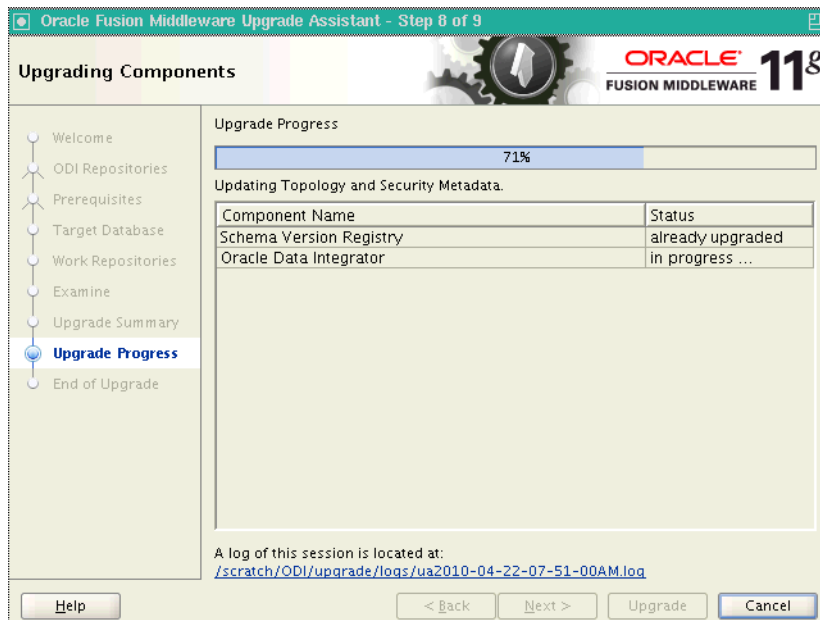 Oracle Fusion Middleware Upgrade Assistant - Step 8 of 9
Upgrading Components
ORACLE
FUSION MIDDLEWARE 11g
Welcome
ODI Repositories
Prerequisites
Target Database
Work Repositories
Examine
Upgrade Summary
Upgrade Progress
End of Upgrade
Upgrade Progress
71%
Updating Topology and Security Metadata.
Component Name Status
Schema Version Registry already upgraded
Oracle Data Integrator in progress ...
A log of this session is located at:
/scratch/ODI/upgrade/logs/ua2010-04-22-07-51-00AM.log
Help < Back Next > Upgrade Cancel